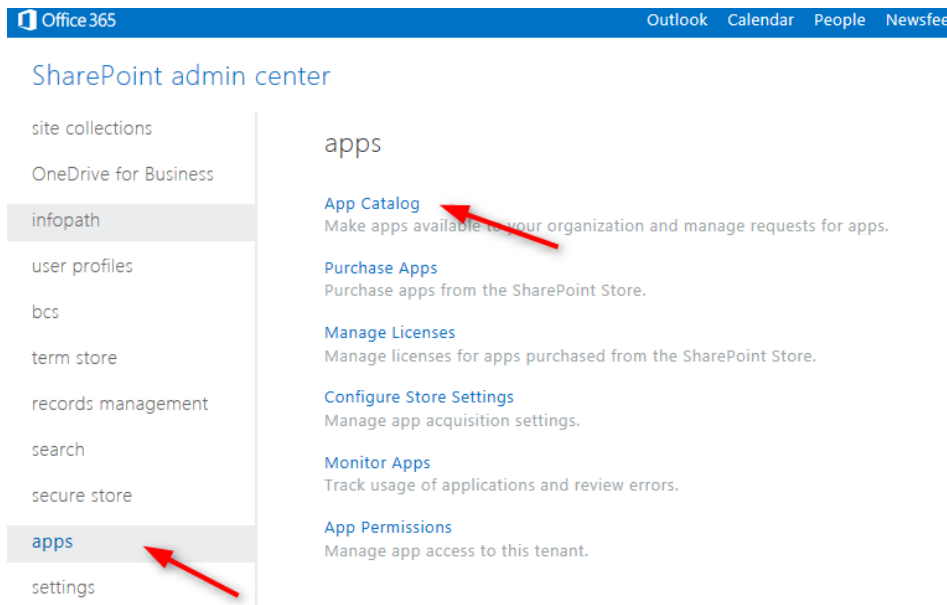 Office 365
Outlook Calendar People Newsfee
SharePoint admin center
site collections
OneDrive for Business
infopath
user profiles
bcs
term store
records management
search
secure store
apps
settings
apps
App Catalog
Make apps available to your organization and manage requests for apps.
Purchase Apps
Purchase apps from the SharePoint Store.
Manage Licenses
Manage licenses for apps purchased from the SharePoint Store.
Configure Store Settings
Manage app acquisition settings.
Monitor Apps
Track usage of applications and review errors.
App Permissions
Manage app access to this tenant.